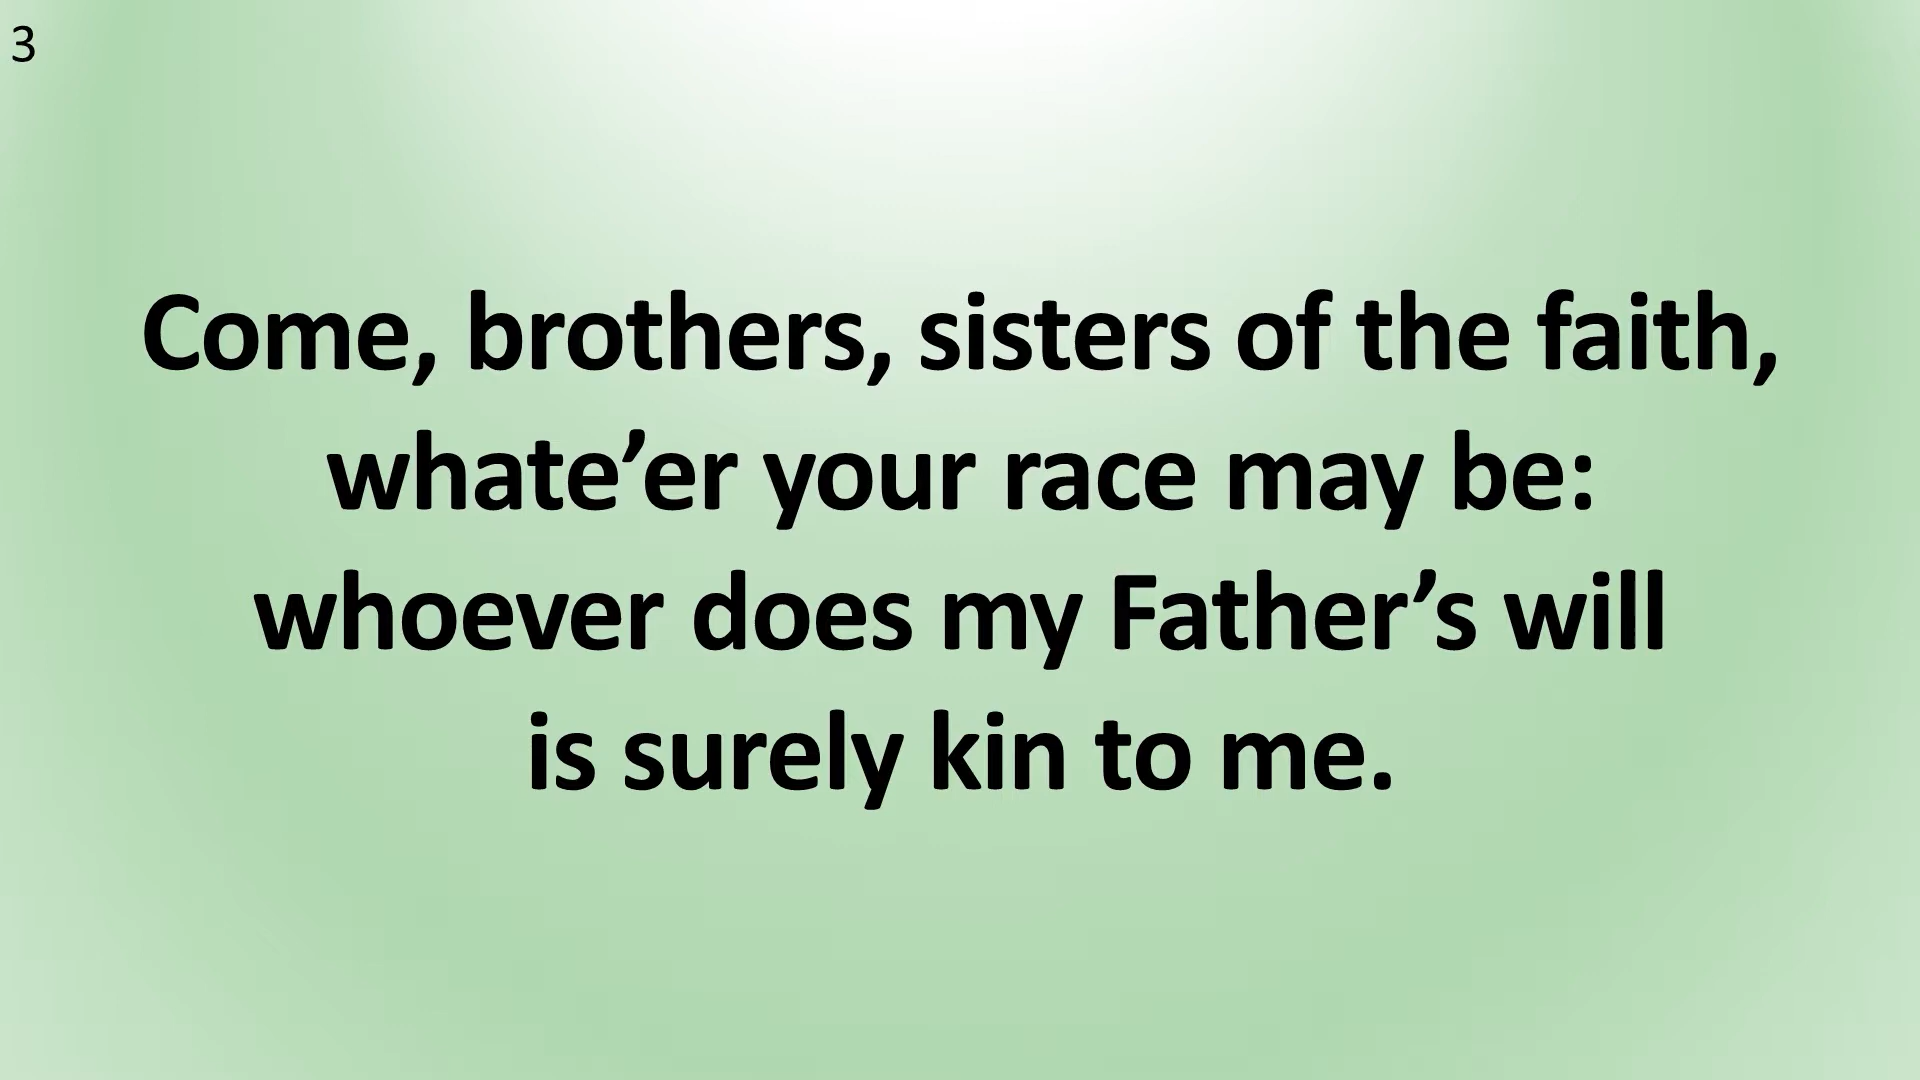 3
Come, brothers, sisters of the faith,
whate’er your race may be:
whoever does my Father’s will
is surely kin to me.